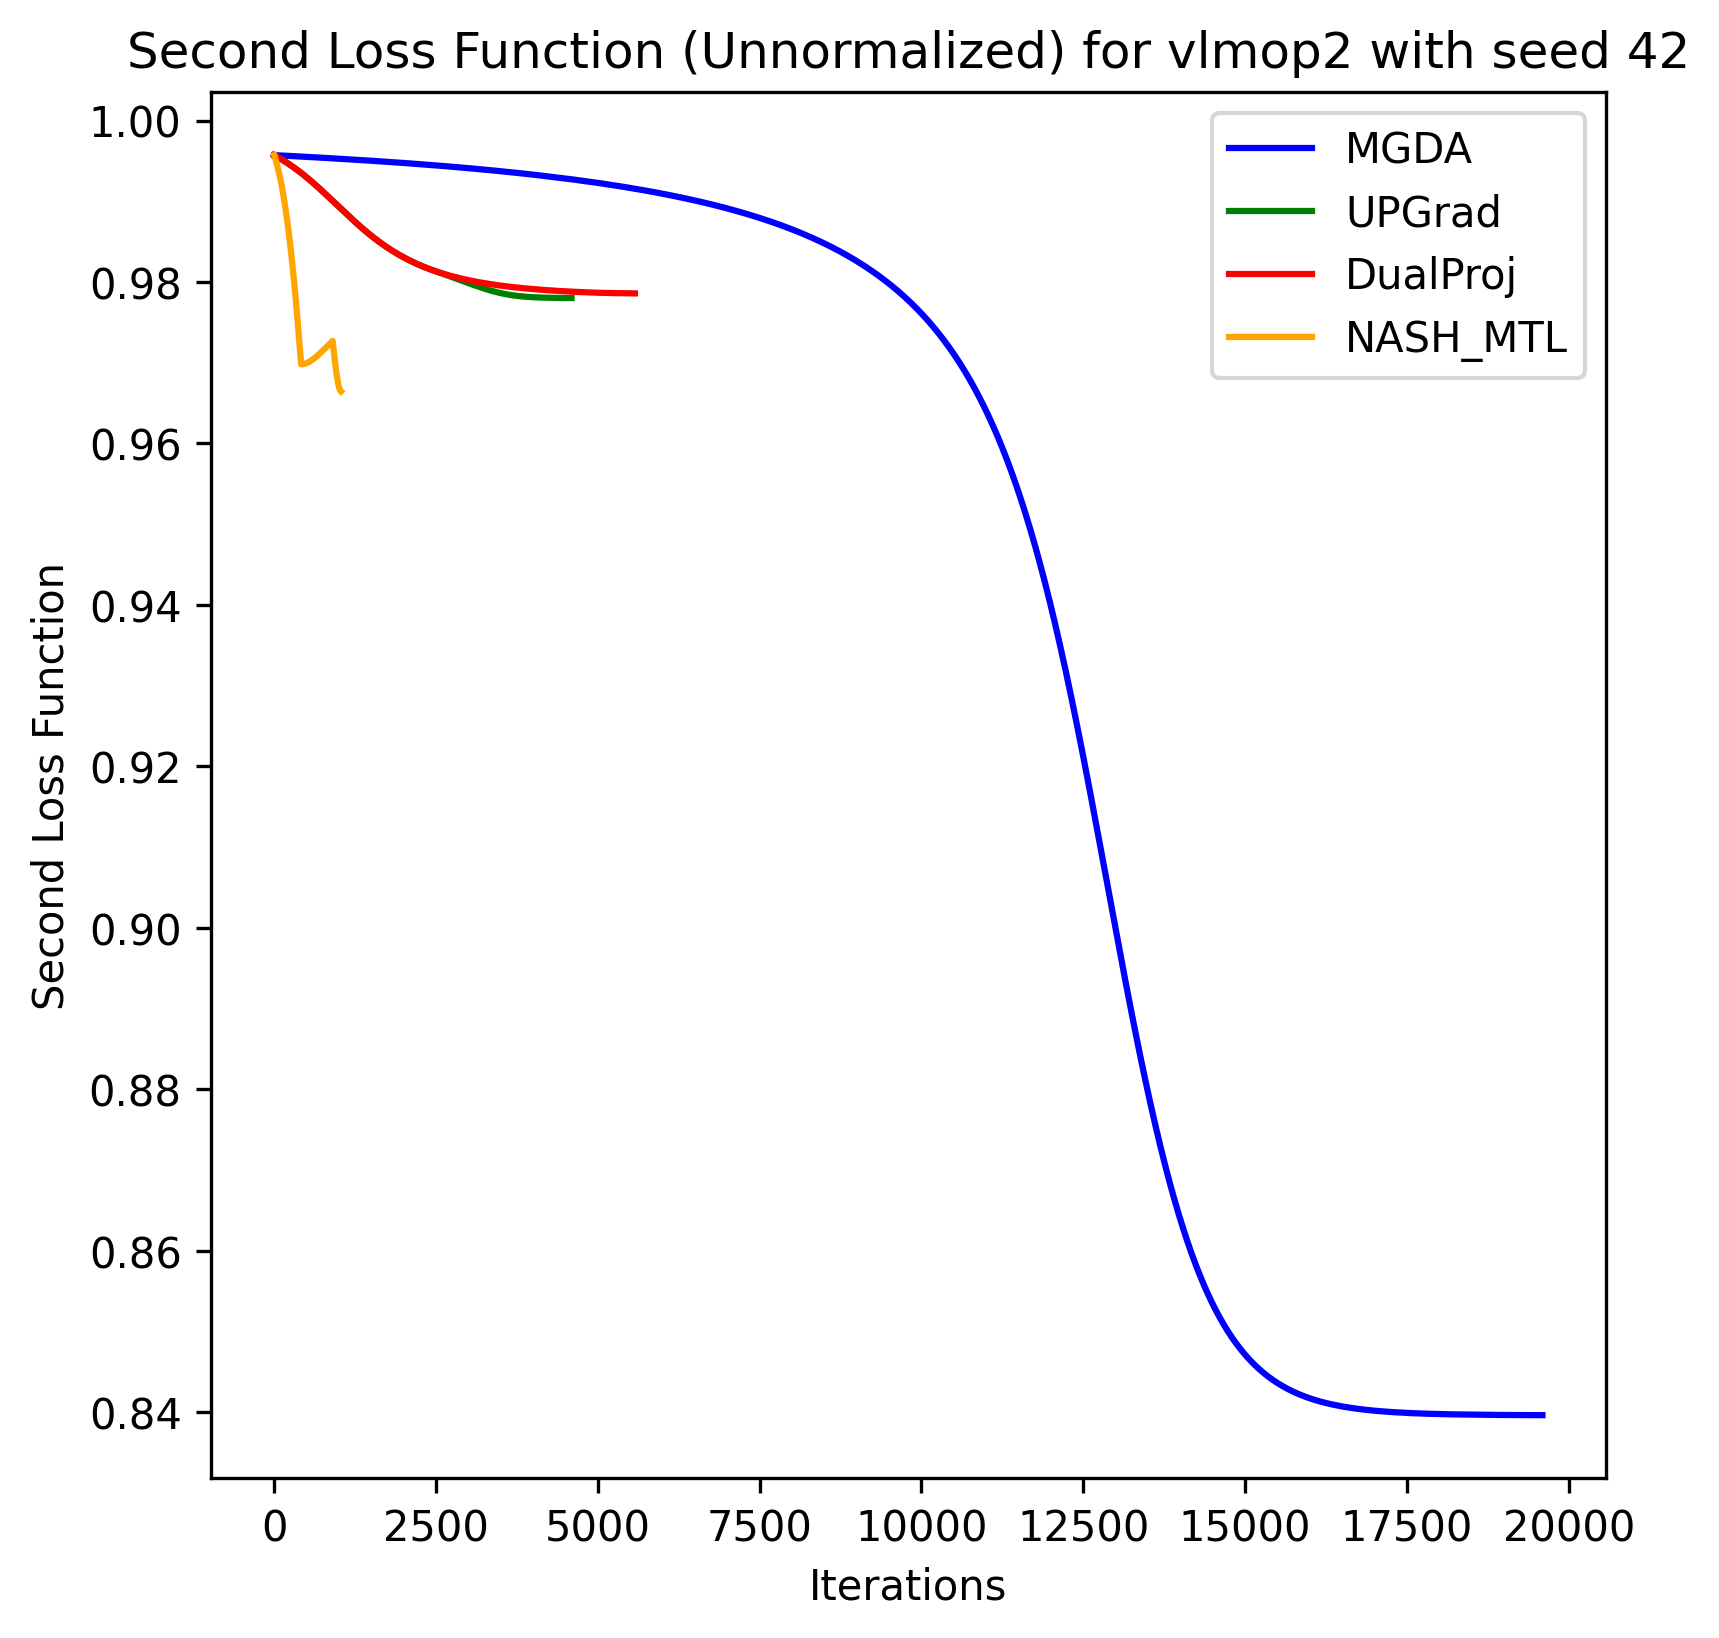 Second Loss Function (Unnormalized) for vlmop2 with seed 42
1.00
0.98
0.96
0.94
0.92
0.90
0.88
0.86
0.84
Second Loss Function
MGDA
UPGrad
DualProj
NASH_MTL
0 2500 5000 7500 10000 12500 15000 17500 20000
Iterations